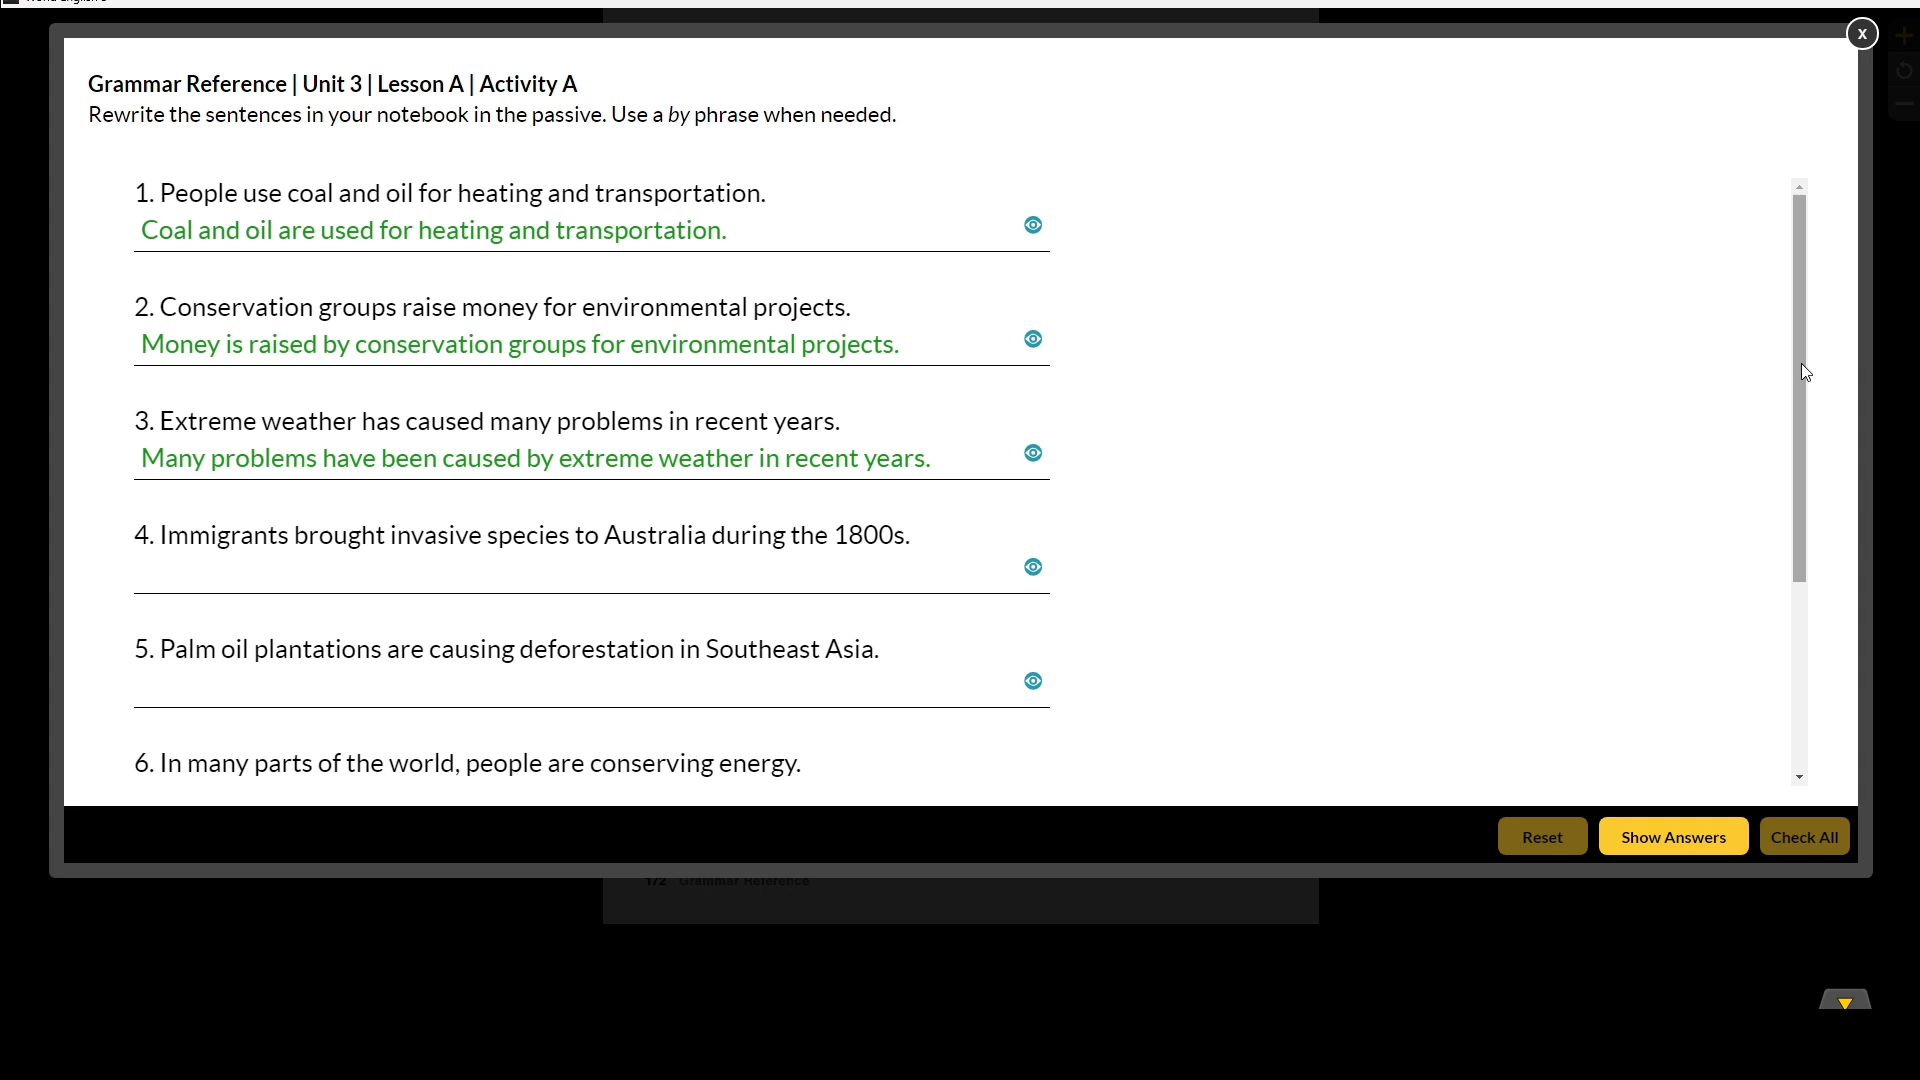 Grammar Reference | Unit 3 | Lesson A | Activity A
Rewrite the sentences in your notebook in the passive. Use a by phrase when needed.
1. People use coal and oil for heating and transportation.
Coal and oil are used for heating and transportation.
2. Conservation groups raise money for environmental projects.
Money is raised by conservation groups for environmental projects.
3. Extreme weather has caused many problems in recent years.
Many problems have been caused by extreme weather in recent years.
4. Immigrants brought invasive species to Australia during the 1800s.
5. Palm oil plantations are causing deforestation in Southeast Asia.
6. In many parts of the world, people are conserving energy.
X
Reset
Show Answers
Check All
172 Grammar Reference